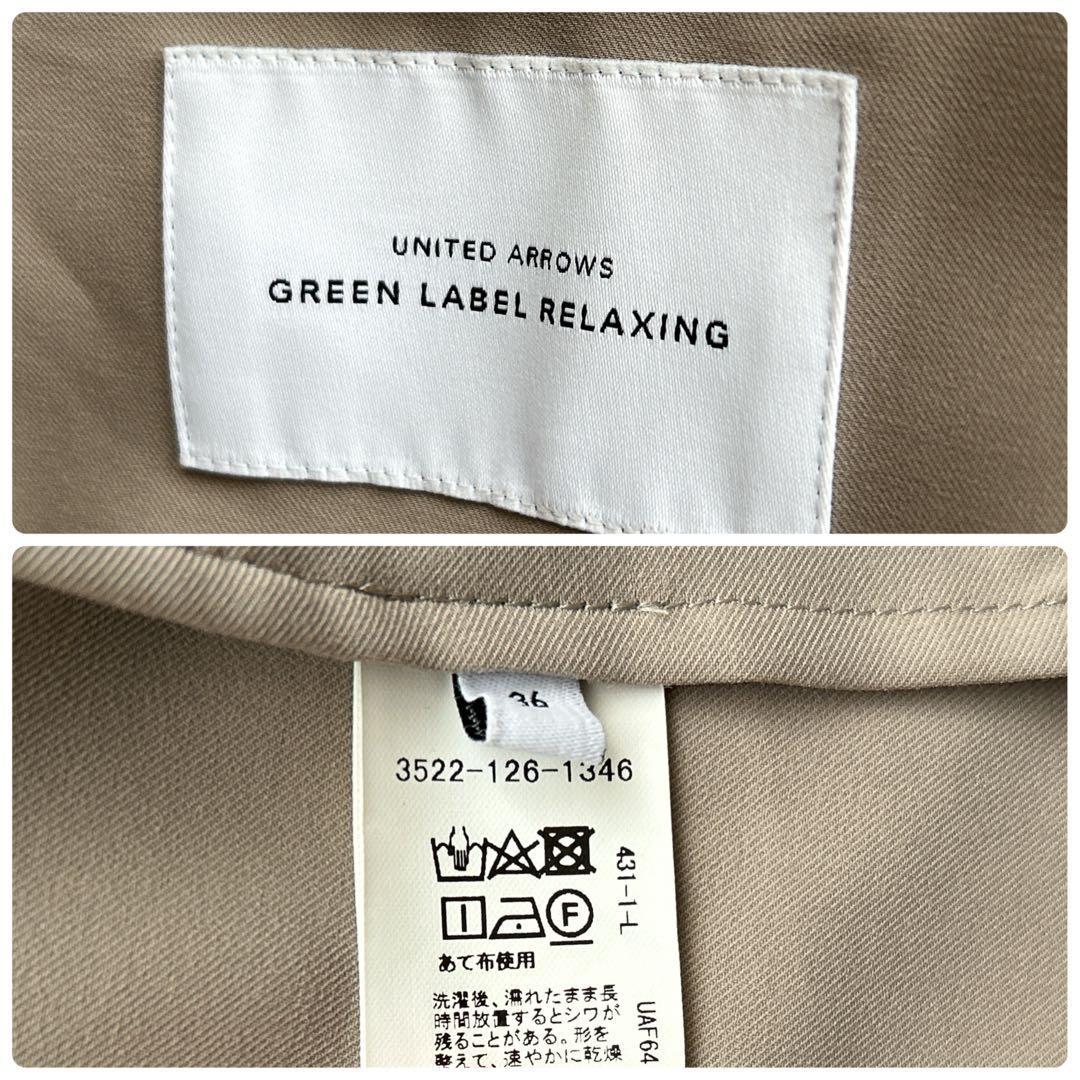 UNITED ARROWS
GREEN LABEL RELAXING
36
3522-126-1346
431-1-L
F
あて布使用
洗濯後、濡れたまま長
時間放置するとシワが
残ることがある。形を
整えて、速やかに乾燥
UAF64